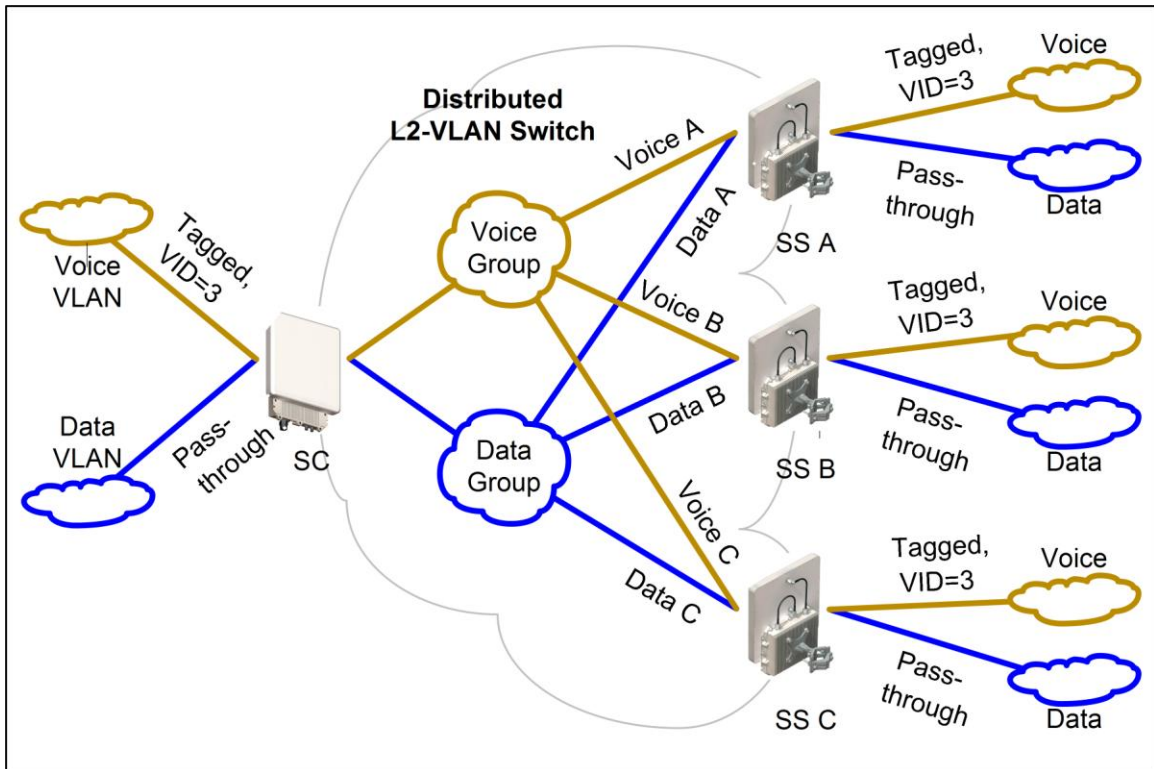 Distributed
L2-VLAN Switch
Voice
VLAN
Tagged,
VID=3
Data
VLAN
Pass-
through
SC
Voice
Group
Data
Group
Voice A
Data A
Voice B
Data B
Voice C
Data C
SS A
Tagged,
VID=3
Voice
Pass-
through
Data
SS B
Tagged,
VID=3
Voice
Pass-
through
Data
SS C
Tagged,
VID=3
Voice
Pass-
through
Data